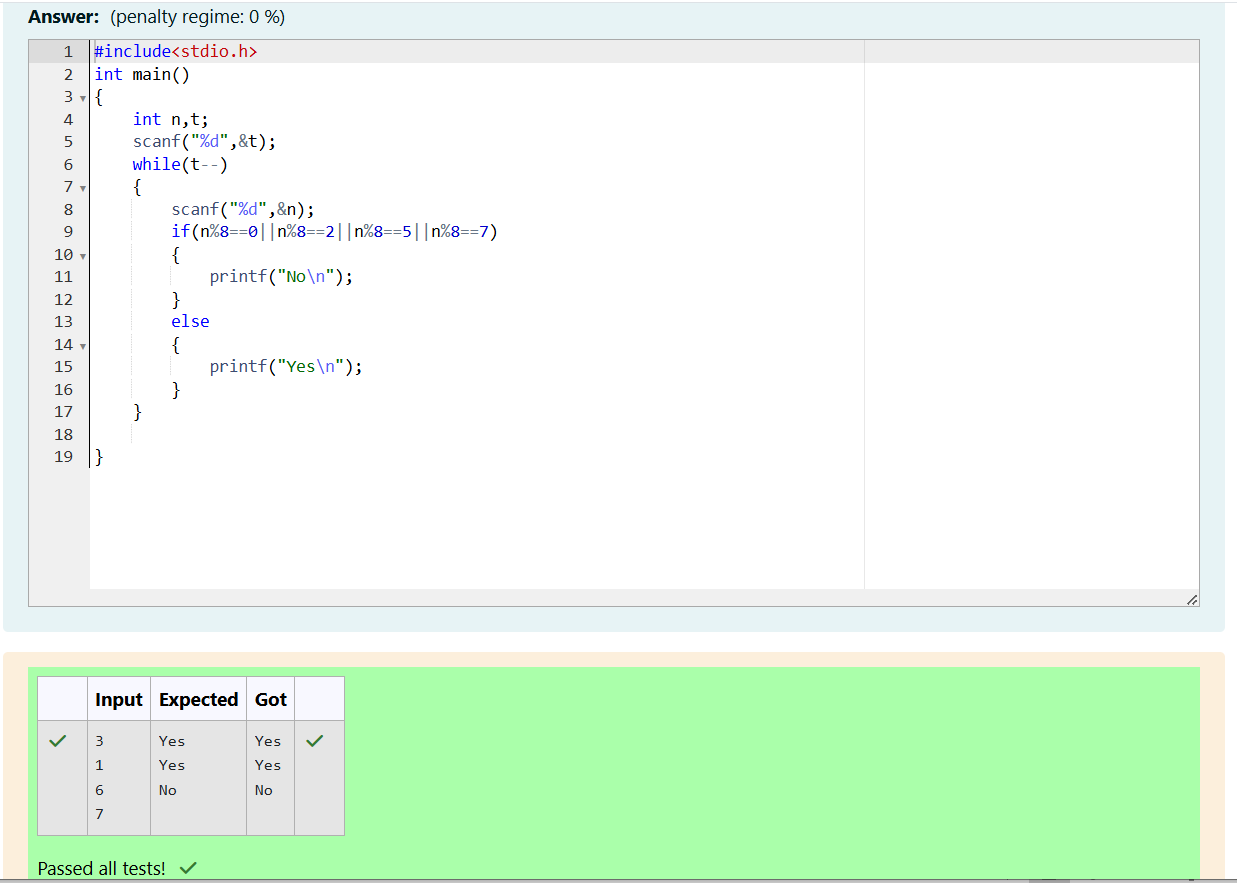 Answer: (penalty regime: 0 %)
1 #include<stdio.h>
2 int main()
3 {
4     int n,t;
5     scanf("%d",&t);
6     while(t--)
7     {
8         scanf("%d",&n);
9         if(n%8==0||n%8==2||n%8==5||n%8==7)
10         {
11             printf("No\n");
12         }
13         else
14         {
15             printf("Yes\n");
16         }
17     }
18
19 }
Input Expected Got
3 Yes Yes
1 Yes Yes
6 No No
7
Passed all tests!